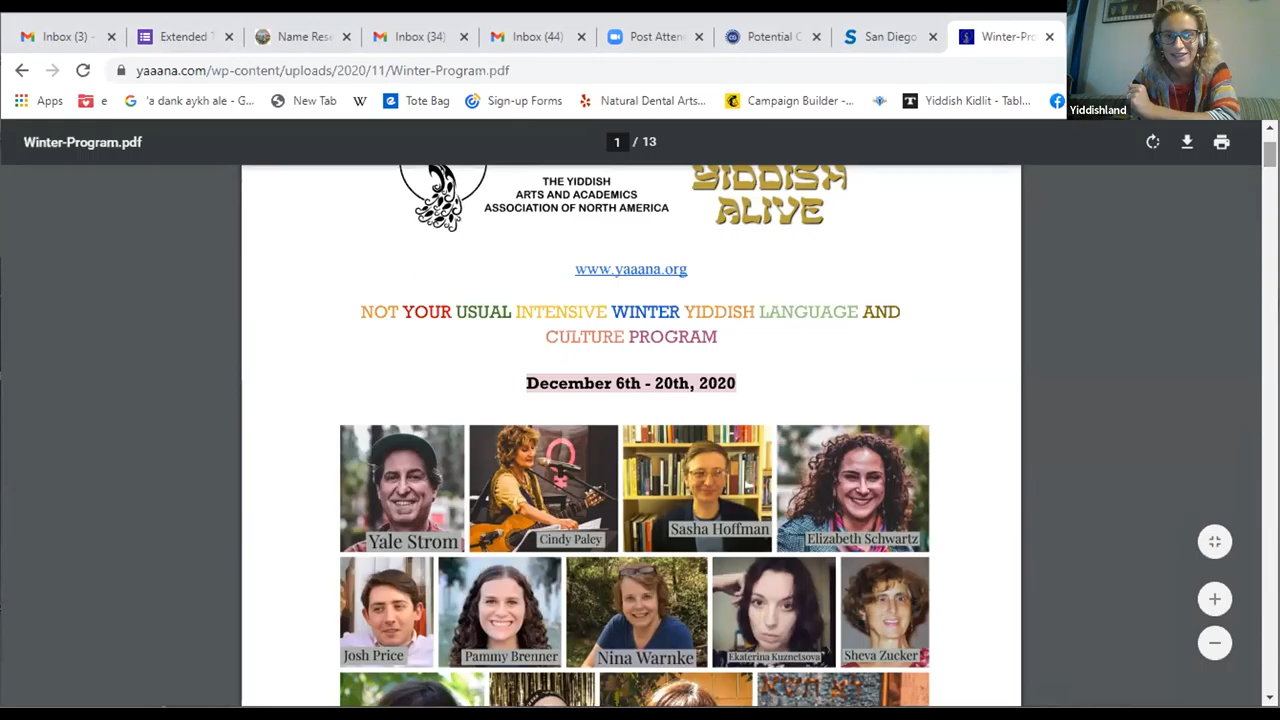 Inbox (3) -
Extended T
Name Rese
Inbox (34)
Inbox (44)
Post Atten
Potential C
San Diego
Winter-Pro
yaaana.com/wp-content/uploads/2020/11/Winter-Program.pdf
Apps
e
'a dank aykh ale - G...
New Tab
W
Tote Bag
Sign-up Forms
Natural Dental Arts...
Campaign Builder -...
Yiddish Kidlit - Tabl...
Yiddishland
Winter-Program.pdf
1 / 13
THE YIDDISH
ARTS AND ACADEMICS
ASSOCIATION OF NORTH AMERICA
YIDDISH
ALIVE
www.yaaana.org
NOT YOUR USUAL INTENSIVE WINTER YIDDISH LANGUAGE AND
CULTURE PROGRAM
December 6th - 20th, 2020
Yale Strom
Cindy Paley
Sasha Hoffman
Elizabeth Schwartz
Josh Price
Pammy Brenner
Nina Warnke
Ekaterina Kuznetsova
Sheva Zucker